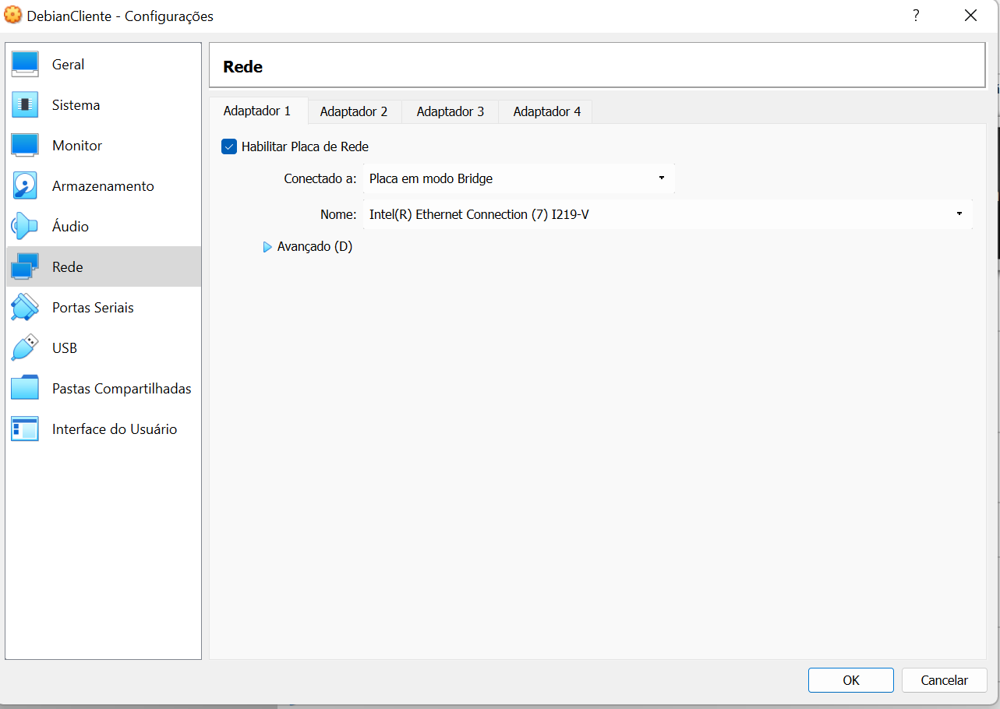 DebianCliente - Configurações
?
Geral
Sistema
Monitor
Armazenamento
Áudio
Rede
Portas Seriais
USB
Pastas Compartilhadas
Interface do Usuário
Rede
Adaptador 1 Adaptador 2 Adaptador 3 Adaptador 4
Habilitar Placa de Rede
Conectado a: Placa em modo Bridge
Nome: Intel(R) Ethernet Connection (7) I219-V
Avançado (D)
OK Cancelar